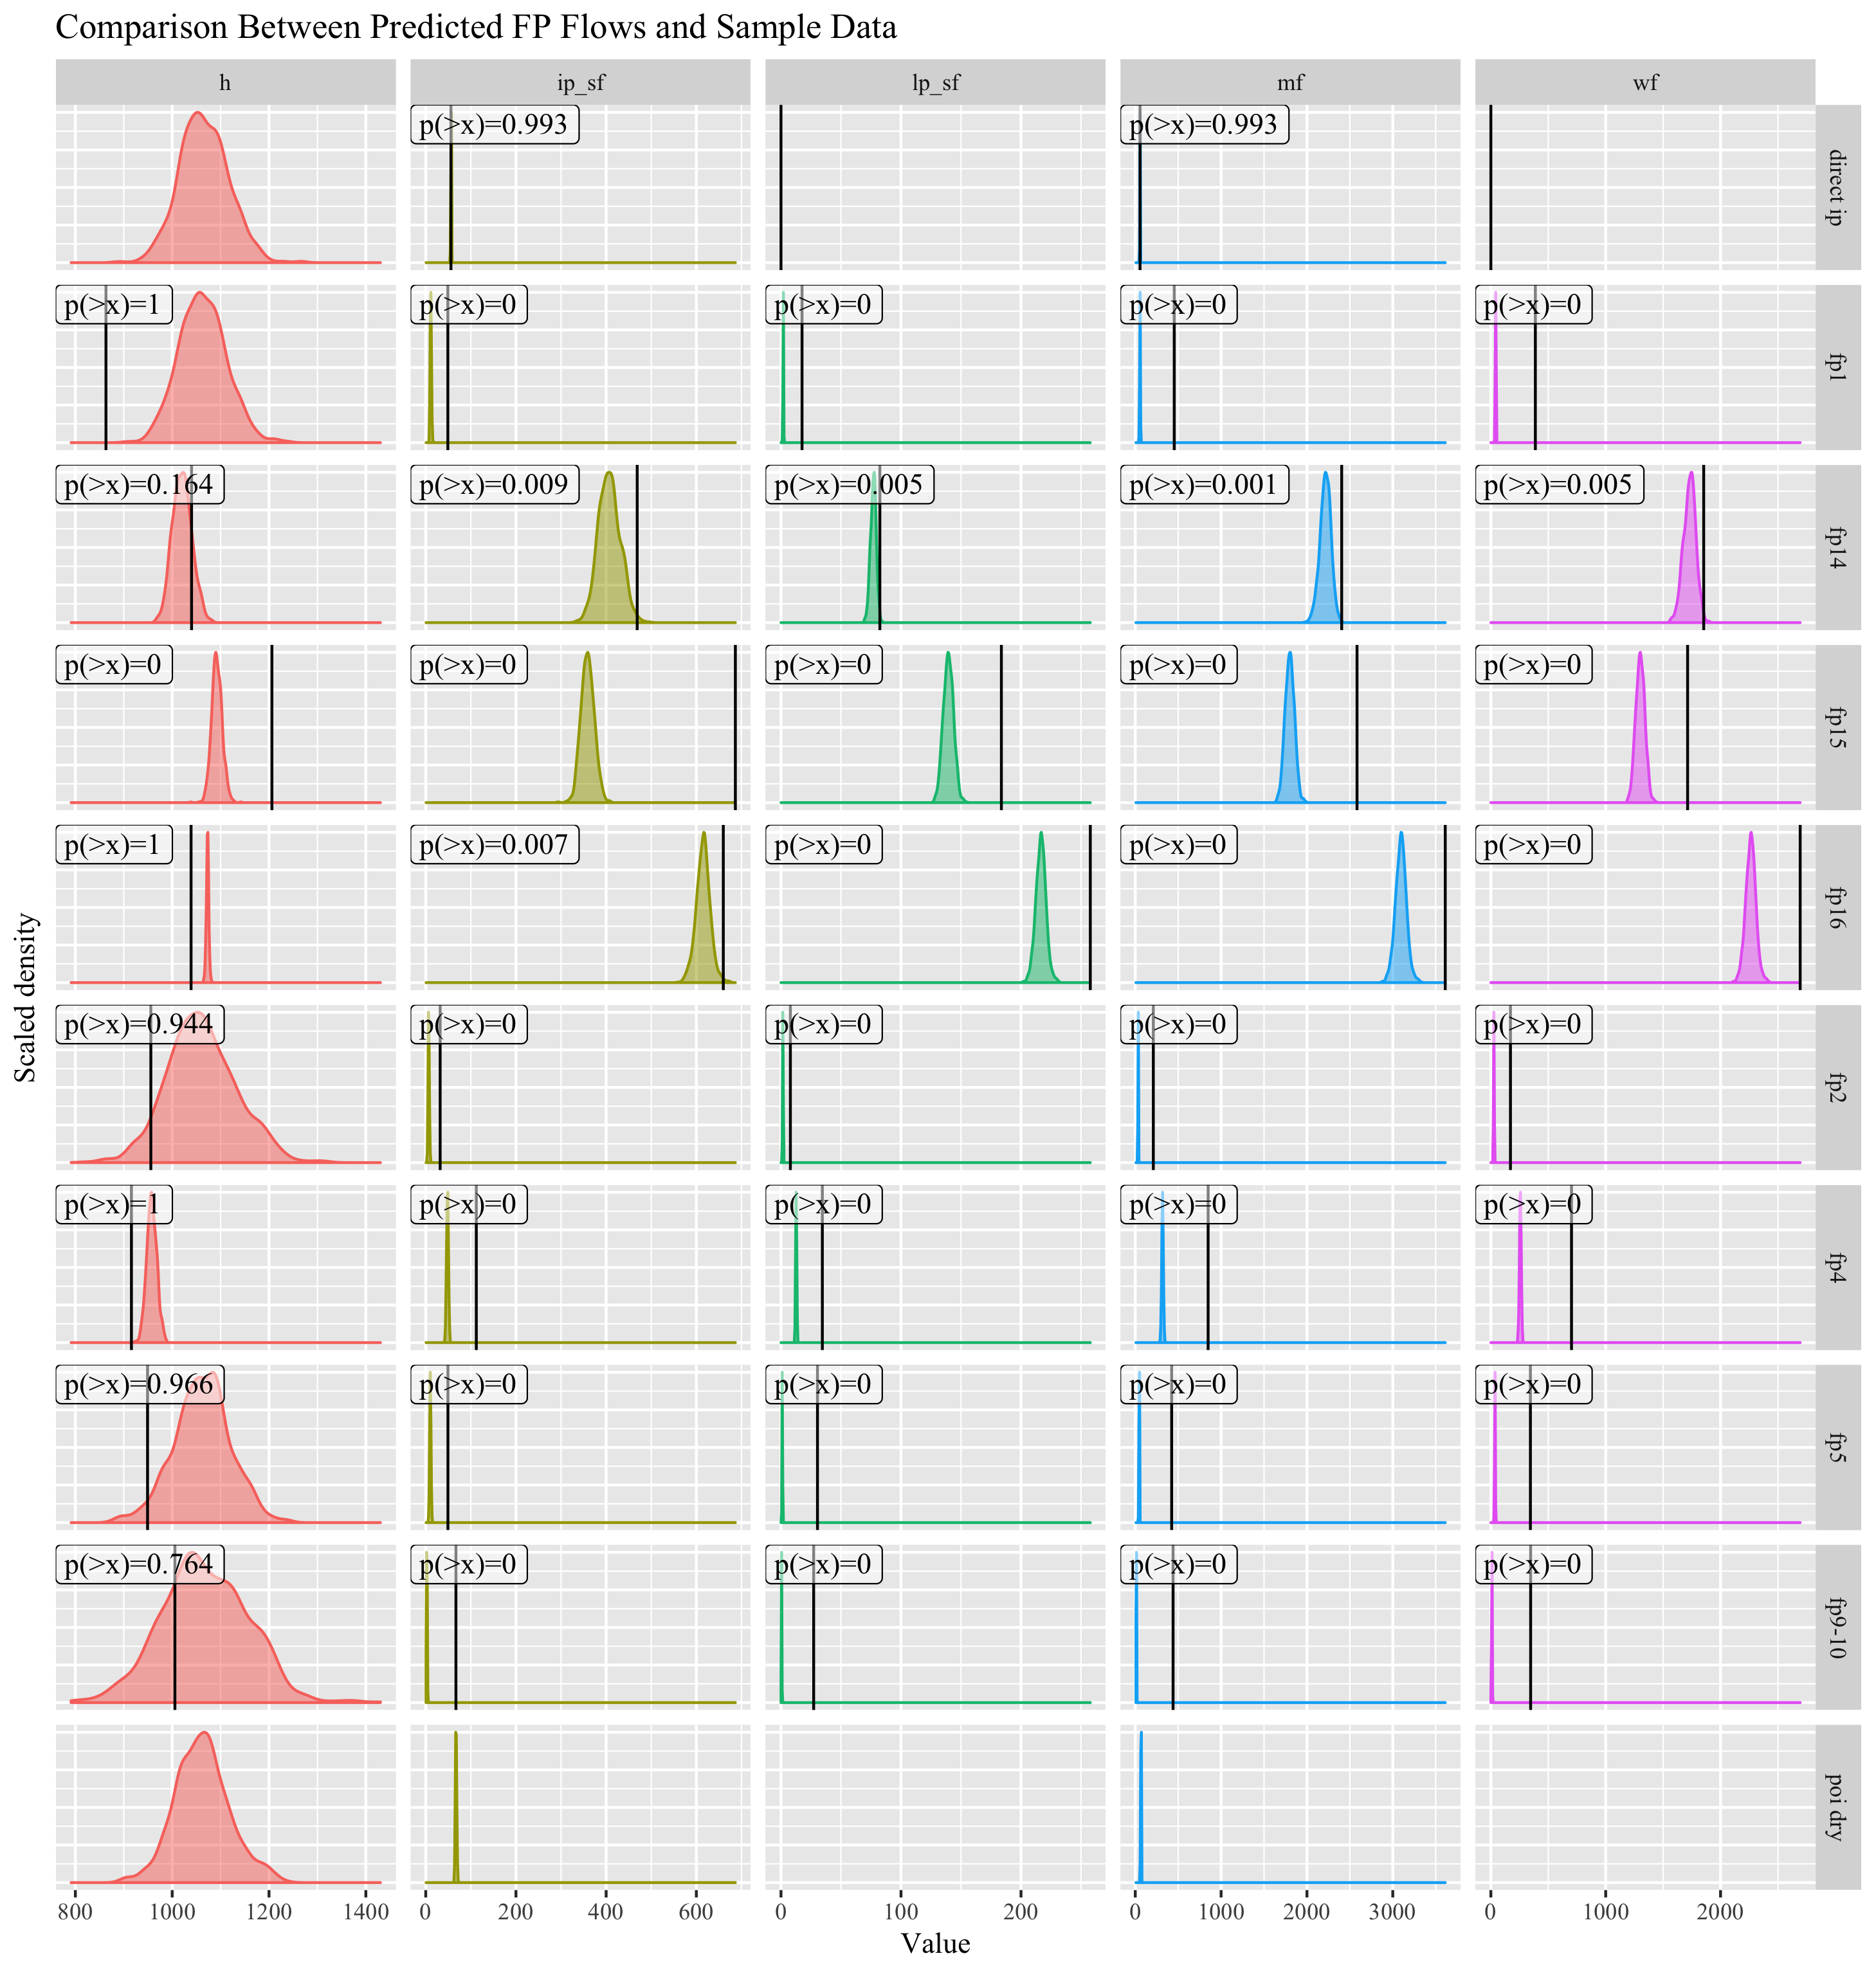 Comparison Between Predicted FP Flows and Sample Data
h ip_sf lp_sf mf wf
p(>x)=0.993 p(>x)=0.993 direct ip
p(>x)=1 p(>x)=0 p(>x)=0 p(>x)=0 p(>x)=0 fp1
p(>x)=0.164 p(>x)=0.009 p(>x)=0.005 p(>x)=0.001 p(>x)=0.005 fp14
p(>x)=0 p(>x)=0 p(>x)=0 p(>x)=0 p(>x)=0 fp15
p(>x)=1 p(>x)=0.007 p(>x)=0 p(>x)=0 p(>x)=0 fp16
Scaled density
p(>x)=0.944 p(>x)=0 p(>x)=0 p(>x)=0 p(>x)=0 fp2
p(>x)=1 p(>x)=0 p(>x)=0 p(>x)=0 p(>x)=0 fp4
p(>x)=0.966 p(>x)=0 p(>x)=0 p(>x)=0 p(>x)=0 fp5
p(>x)=0.764 p(>x)=0 p(>x)=0 p(>x)=0 p(>x)=0 fp9-10
poi dry
800 1000 1200 1400 0 200 400 600 0 100 200 0 1000 2000 3000 0 1000 2000
Value